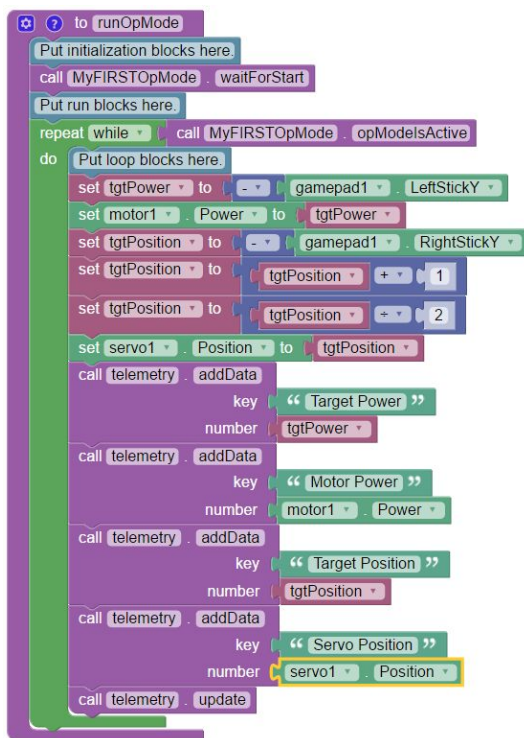 ? to runOpMode
Put initialization blocks here.
call MyFIRSTOpMode . waitForStart
Put run blocks here.
repeat while call MyFIRSTOpMode . opModeIsActive
do Put loop blocks here.
set tgtPower to - gamepad1 . LeftStickY
set motor1 . Power to tgtPower
set tgtPosition to - gamepad1 . RightStickY
set tgtPosition to tgtPosition + 1
set tgtPosition to tgtPosition ÷ 2
set servo1 . Position to tgtPosition
call telemetry . addData
key “ Target Power ”
number tgtPower
call telemetry . addData
key “ Motor Power ”
number motor1 . Power
call telemetry . addData
key “ Target Position ”
number tgtPosition
call telemetry . addData
key “ Servo Position ”
number servo1 . Position
call telemetry . update